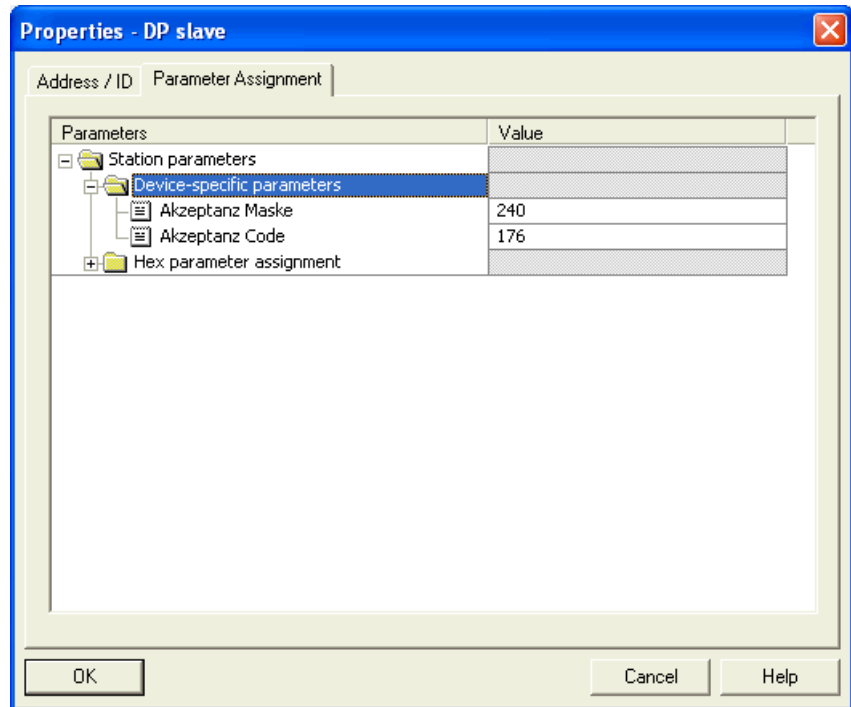 Properties - DP slave
Address / ID Parameter Assignment
Parameters Value
Station parameters
Device-specific parameters
Akzeptanz Maske 240
Akzeptanz Code 176
Hex parameter assignment
OK Cancel Help